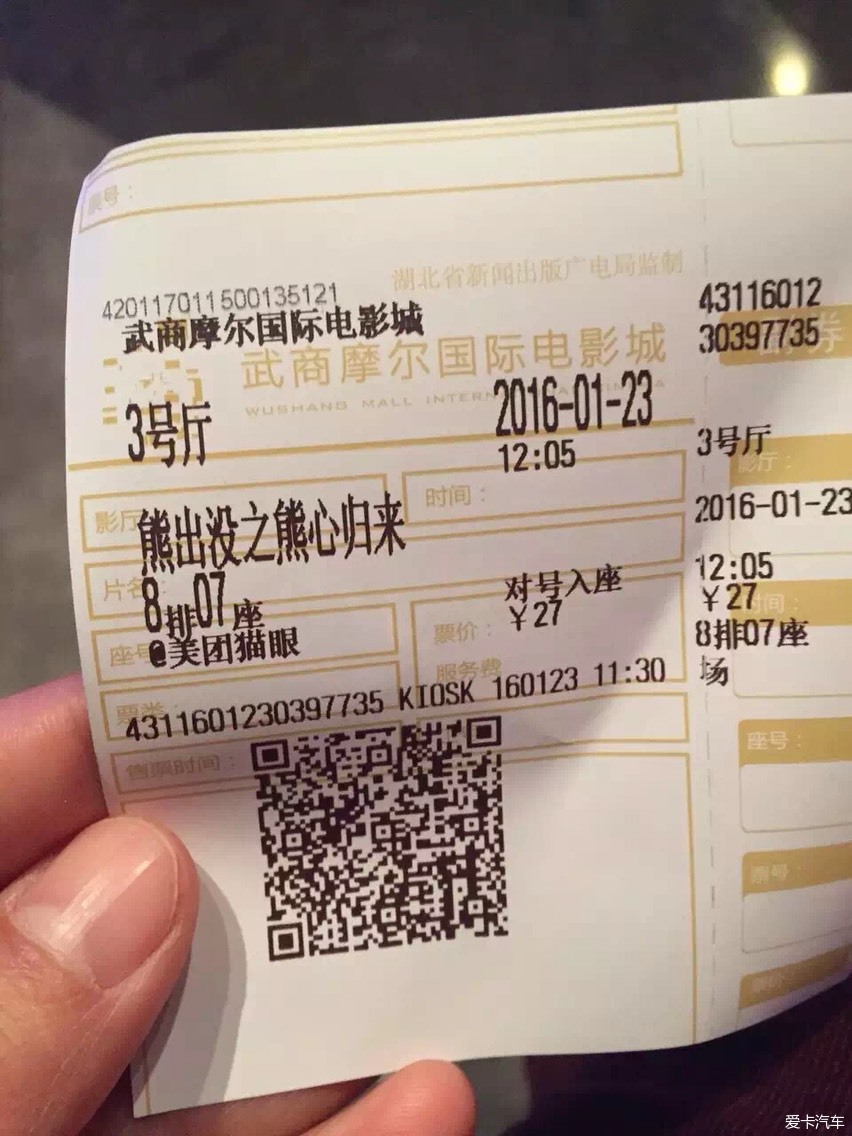 票号：
湖北省新闻出版广电局监制
420117011500135121
武商摩尔国际电影城
武商摩尔国际电影城
WUSHANG MALL INTERN
3号厅
2016-01-23
12:05
影厅
时间：
熊出没之熊心归来
片名
8排07座
对号入座
座号
@美团猫眼
票价：
￥27
服务费
票类：
4311601230397735 KIOSK 160123 11:30
售票时间：
43116012
30397735
副券
3号厅
影厅：
2016-01-23
12:05
￥27
时间：
8排07座
场
座号：
票号：
票价：
爱卡汽车